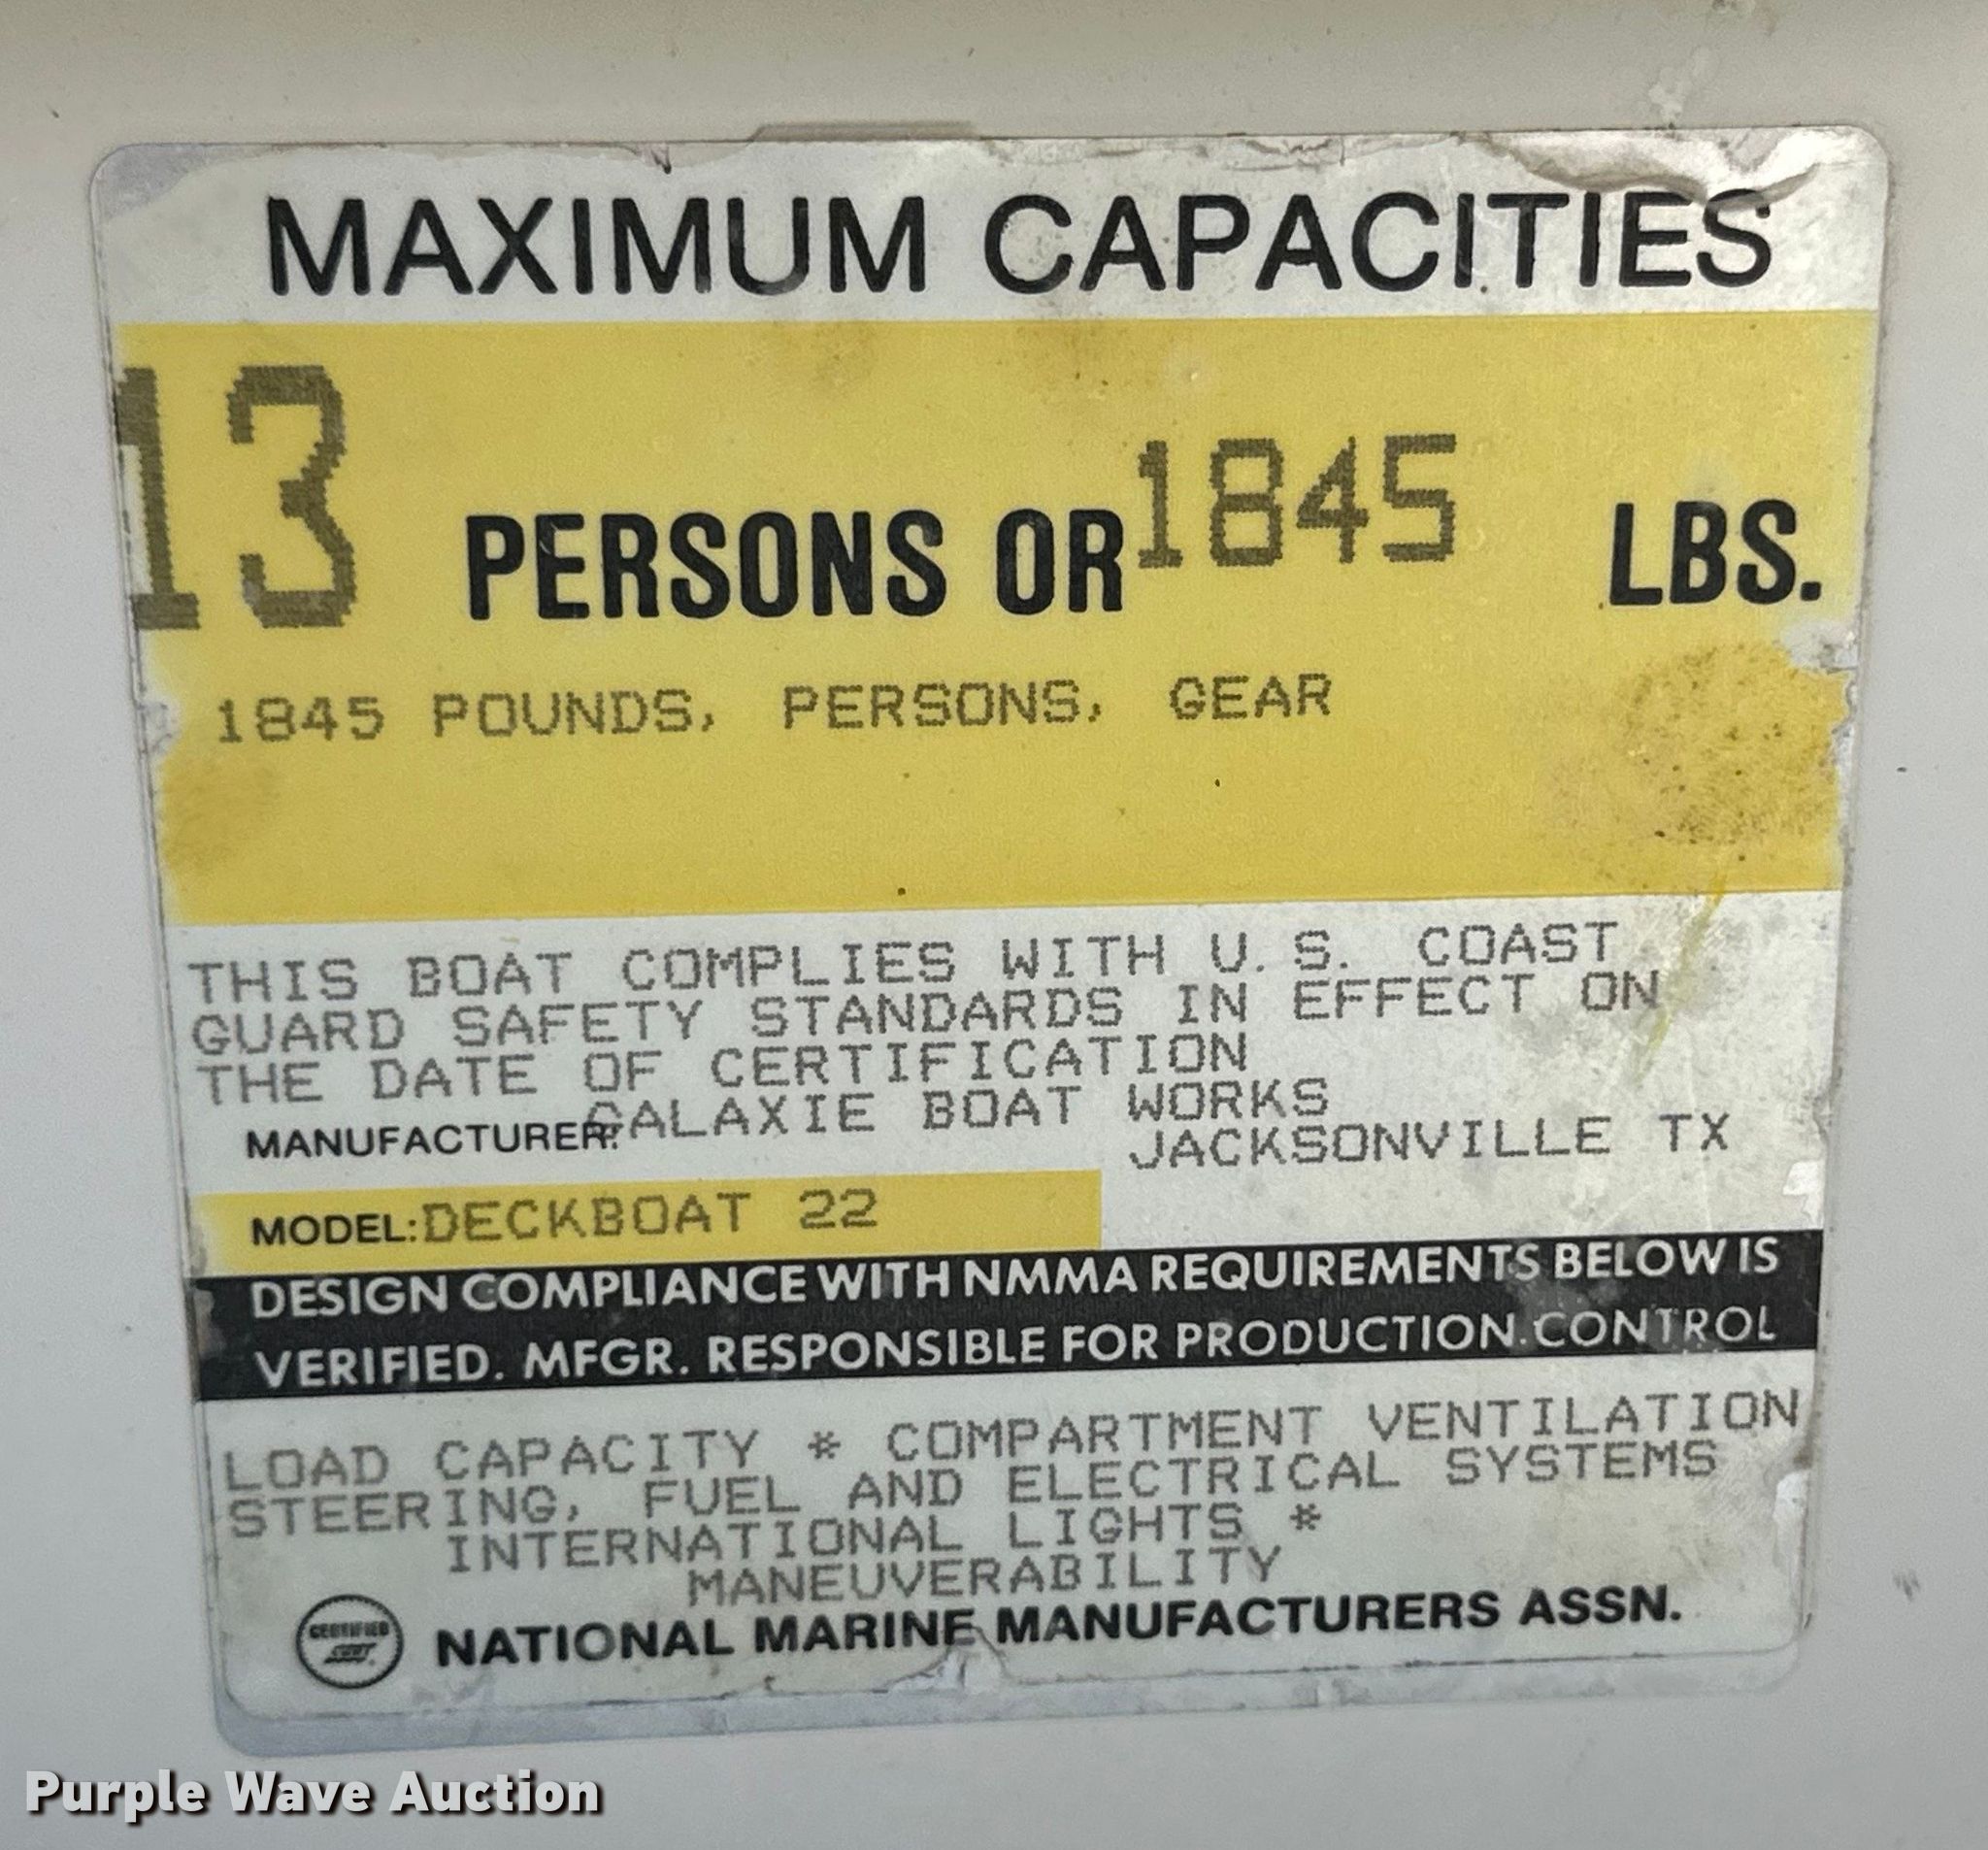 MAXIMUM CAPACITIES
13 PERSONS OR 1845 LBS.
1845 POUNDS, PERSONS, GEAR
THIS BOAT COMPLIES WITH U.S. COAST
GUARD SAFETY STANDARDS IN EFFECT ON
THE DATE OF CERTIFICATION
MANUFACTURER: GALAXIE BOAT WORKS
JACKSONVILLE TX
MODEL: DECKBOAT 22
DESIGN COMPLIANCE WITH NMMA REQUIREMENTS BELOW IS
VERIFIED. MFGR. RESPONSIBLE FOR PRODUCTION CONTROL
LOAD CAPACITY * COMPARTMENT VENTILATION
STEERING, FUEL AND ELECTRICAL SYSTEMS
INTERNATIONAL LIGHTS *
MANEUVERABILITY
CERTIFIED
NATIONAL MARINE MANUFACTURERS ASSN.
Purple Wave Auction